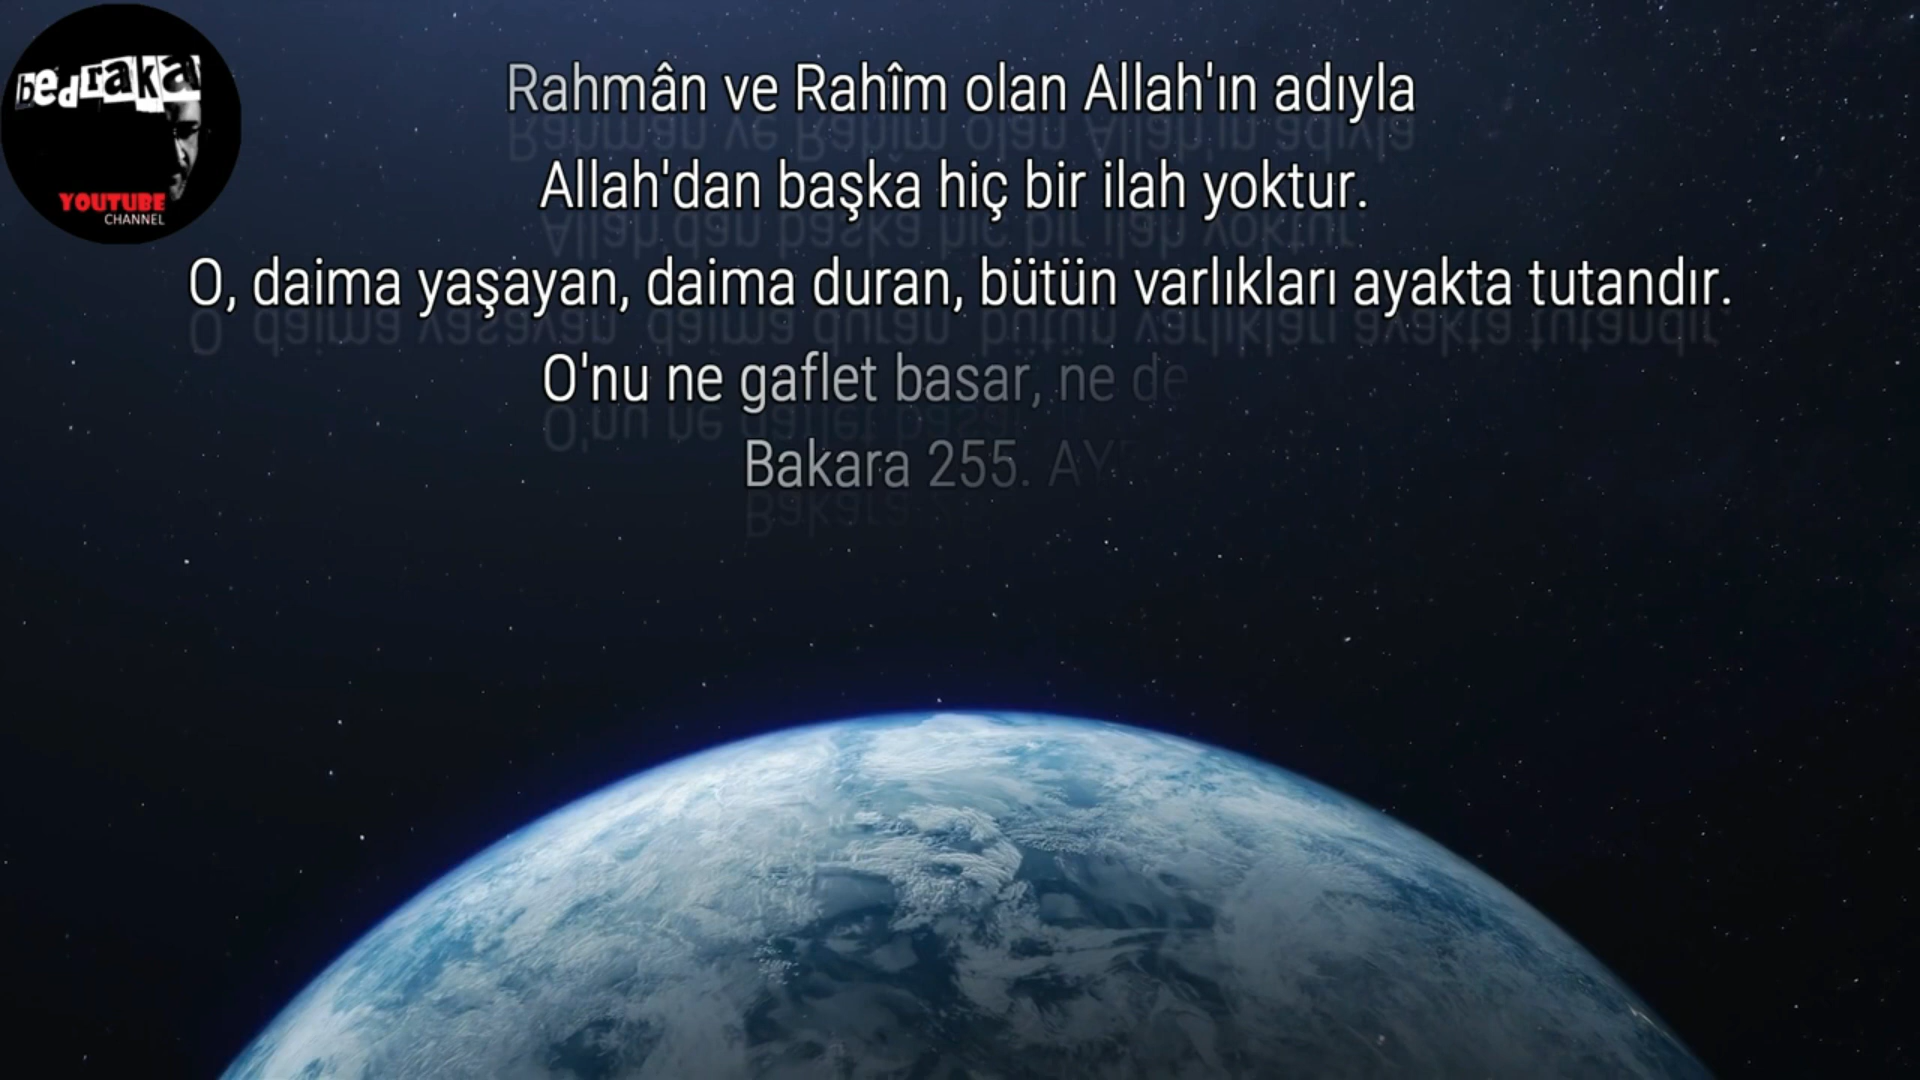 bedraka
YOUTUBE
CHANNEL
Rahmân ve Rahîm olan Allah'ın adıyla
Allah'dan başka hiç bir ilah yoktur.
O, daima yaşayan, daima duran, bütün varlıkları ayakta tutandır.
O'nu ne gaflet basar, ne de
Bakara 255. AY